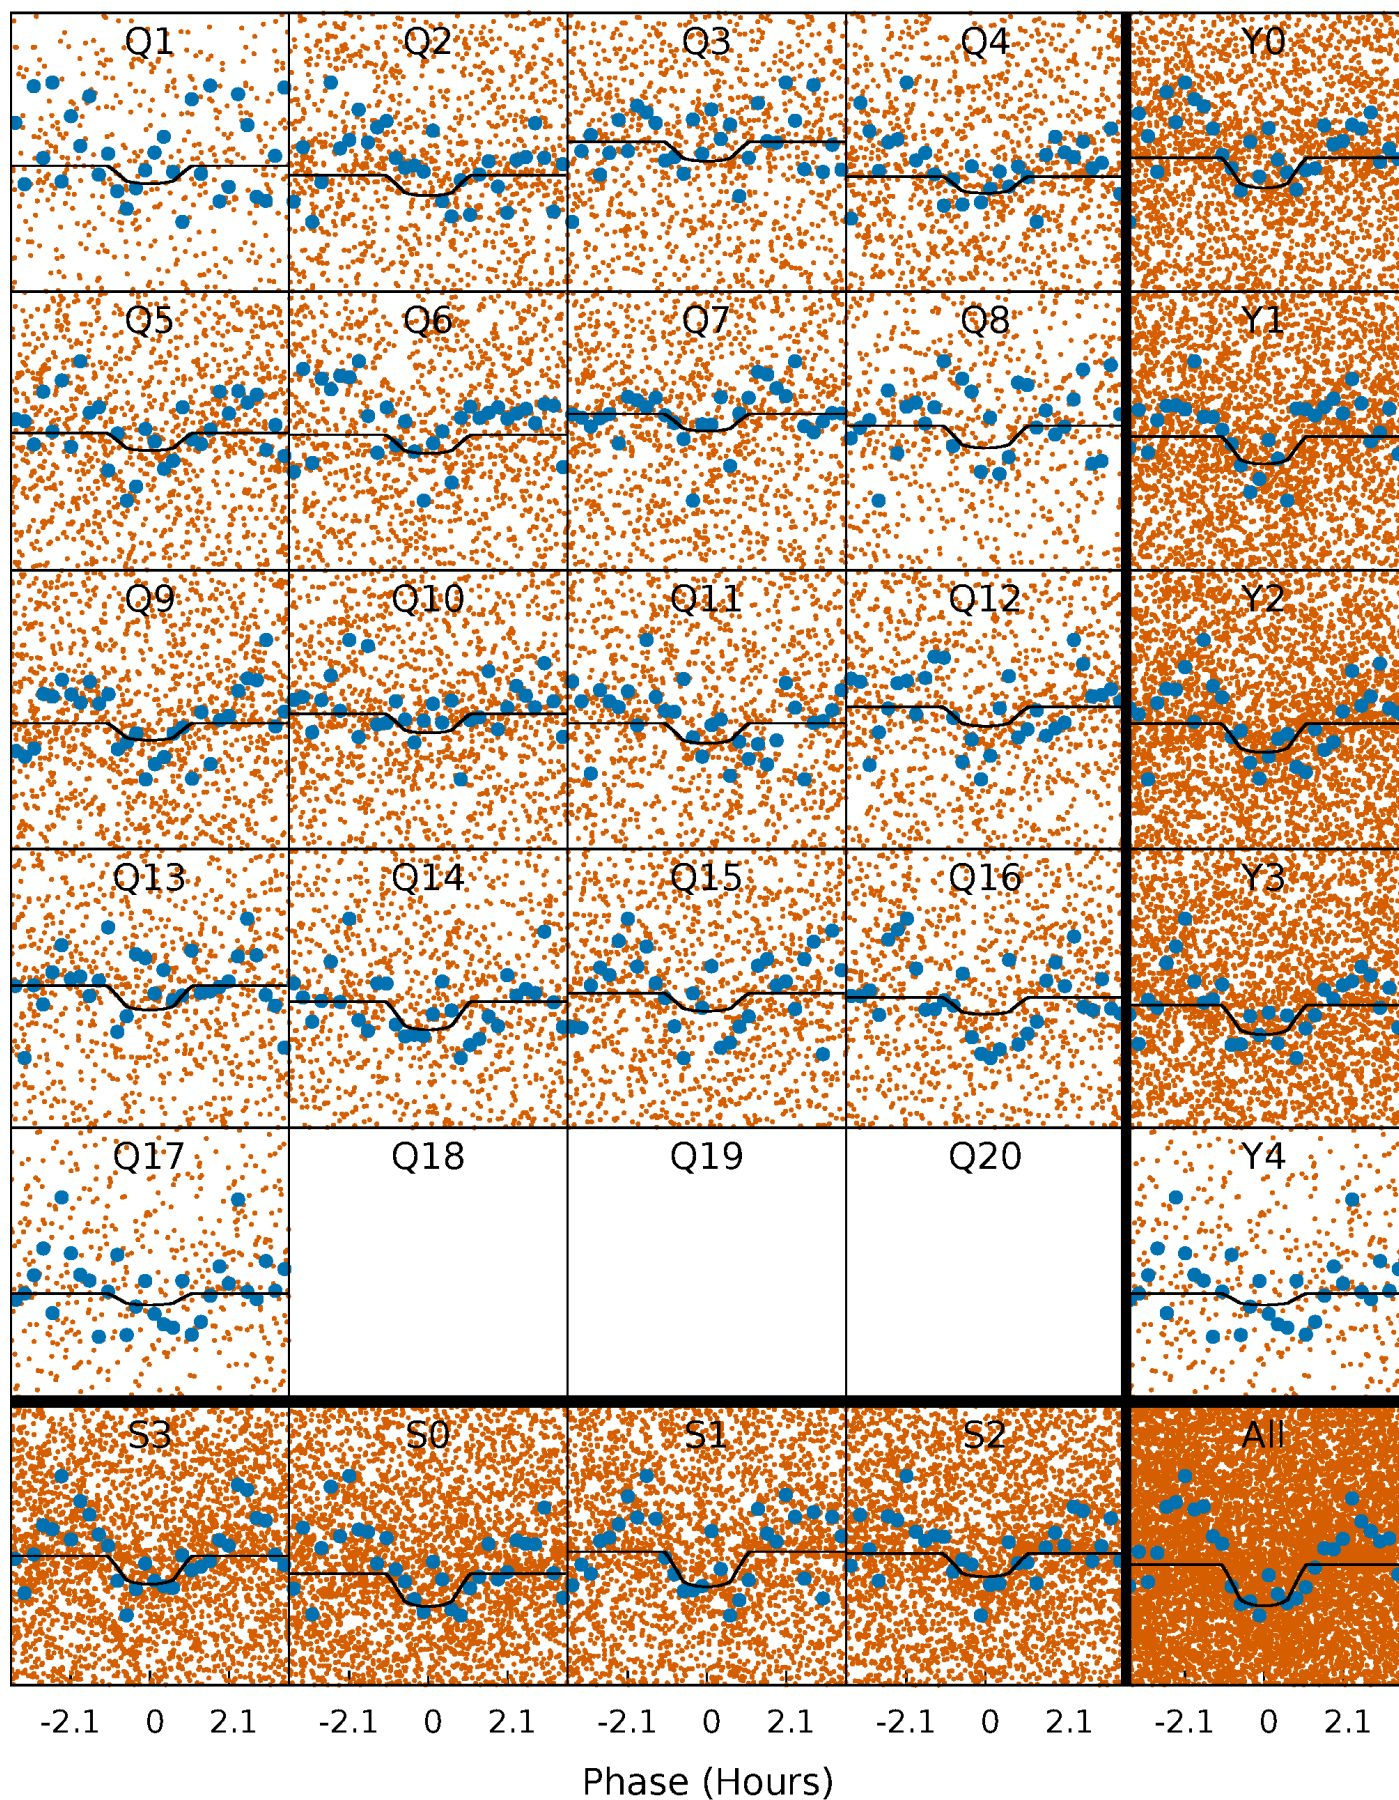 Q1 Q2 Q3 Q4 Y0
Q5 Q6 Q7 Q8 Y1
Q9 Q10 Q11 Q12 Y2
Q13 Q14 Q15 Q16 Y3
Q17 Q18 Q19 Q20 Y4
S3 S0 S1 S2 All
-2.1 0 2.1 -2.1 0 2.1 -2.1 0 2.1 -2.1 0 2.1 -2.1 0 2.1
Phase (Hours)